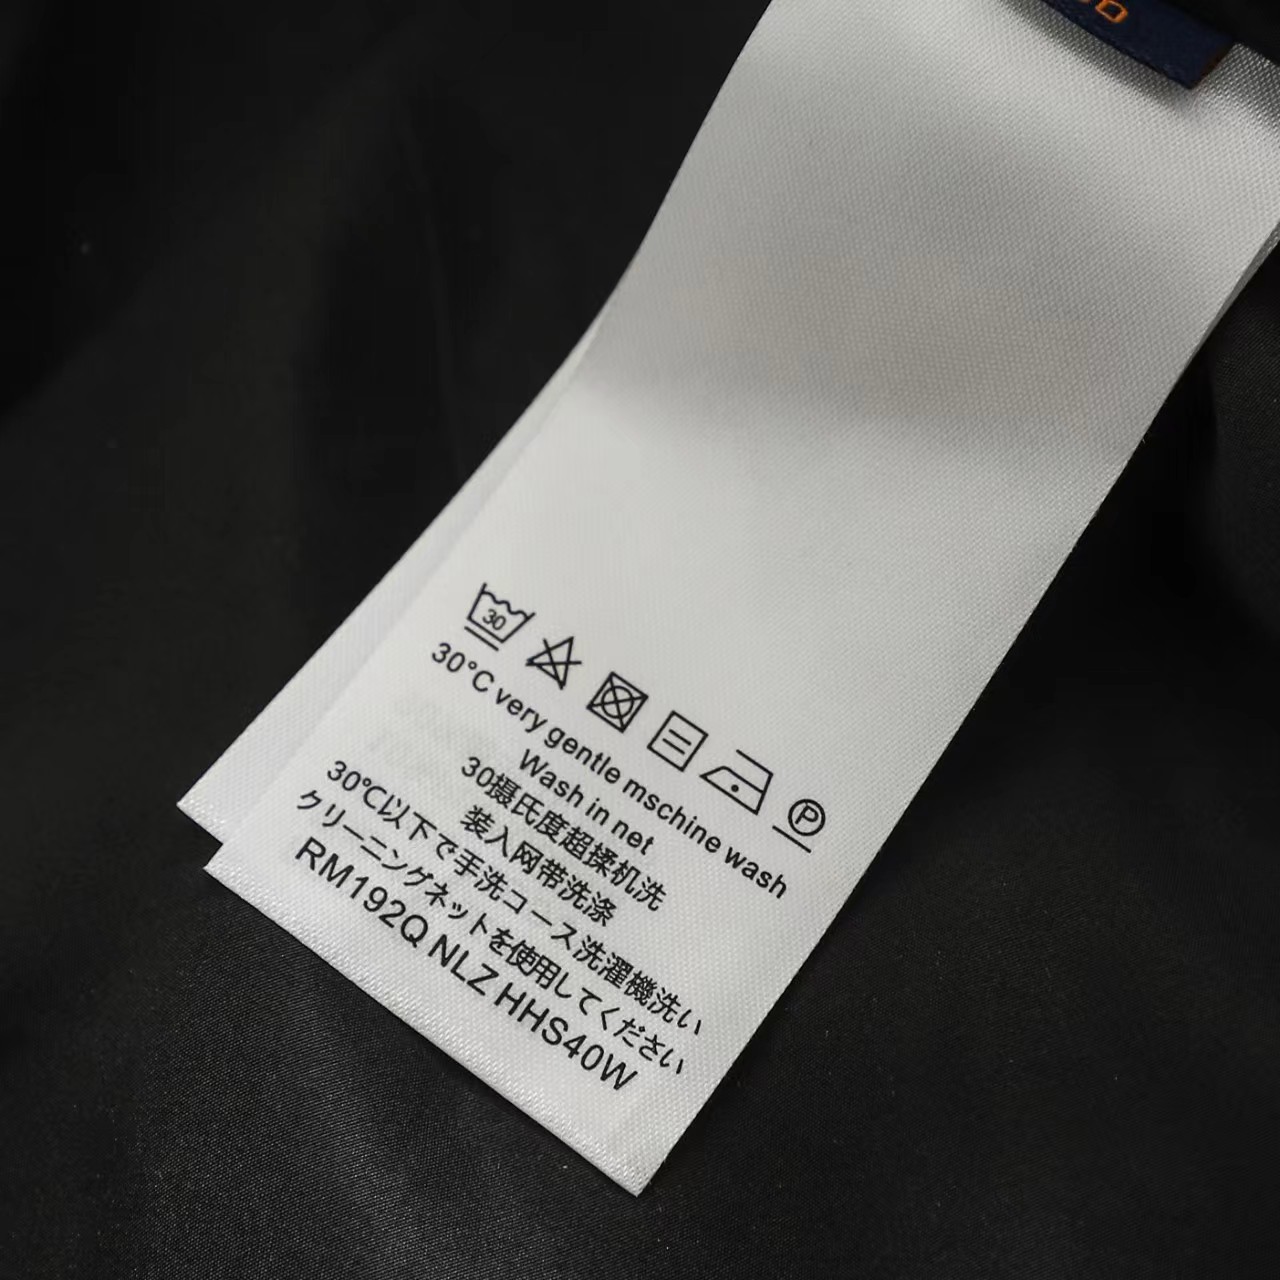 30
P
30°C very gentle mschine wash
Wash in net
30摄氏度超揉机洗
装入网带洗涤
30℃以下で手洗コース洗濯機洗い
クリーニングネットを使用してください
RM192Q NLZ HHS40W